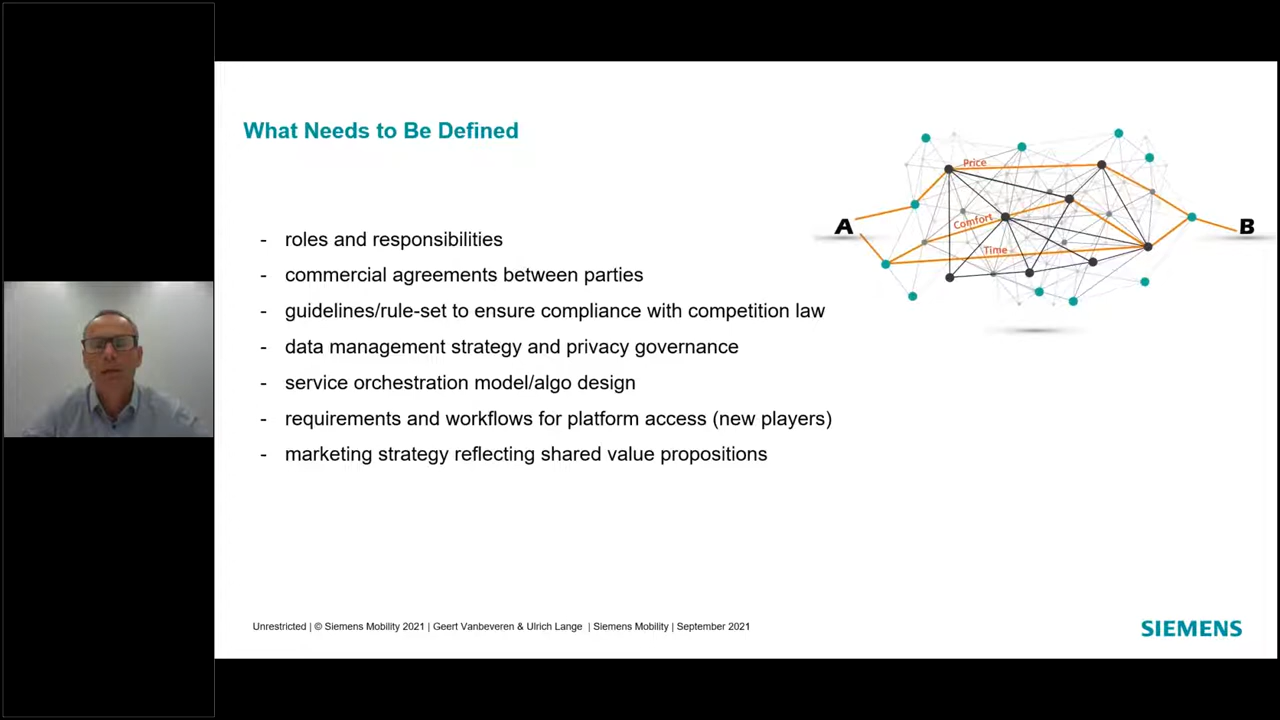 What Needs to Be Defined
Price
A
Comfort
B
Time
- roles and responsibilities
- commercial agreements between parties
- guidelines/rule-set to ensure compliance with competition law
- data management strategy and privacy governance
- service orchestration model/algo design
- requirements and workflows for platform access (new players)
- marketing strategy reflecting shared value propositions
Unrestricted | © Siemens Mobility 2021 | Geert Vanbeveren & Ulrich Lange | Siemens Mobility | September 2021
SIEMENS